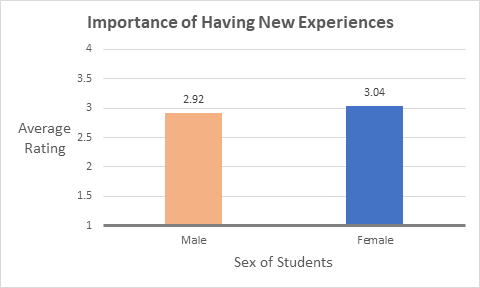 Importance of Having New Experiences
4
3.5
3
2.5
2
1.5
1
Average
Rating
2.92
3.04
Male
Female
Sex of Students